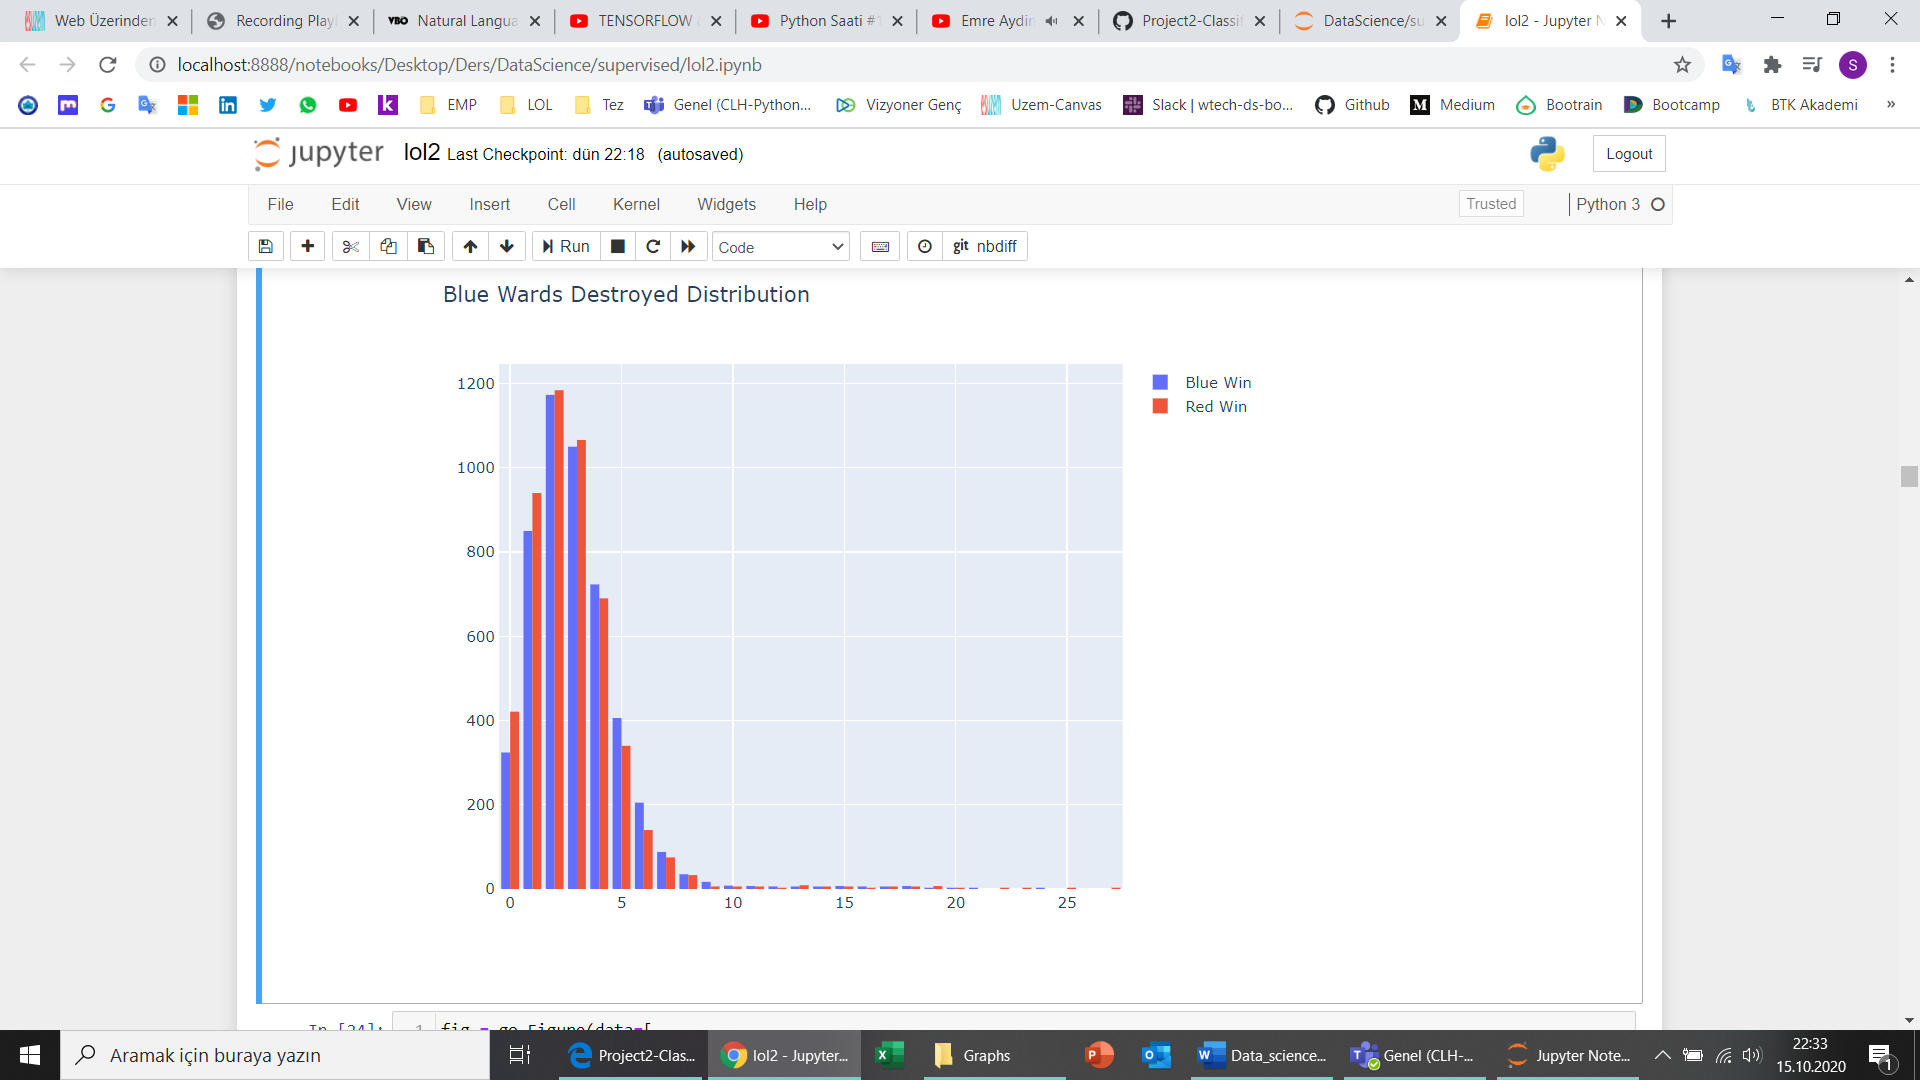 Web Üzerinden
Recording Play
VBO Natural Langua
TENSORFLOW
Python Saati #
Emre Aydin
Project2-Classif
DataScience/su
lol2 - Jupyter N
localhost:8888/notebooks/Desktop/Ders/DataScience/supervised/lol2.ipynb
S
EMP LOL Tez Genel (CLH-Python... Vizyoner Genç Uzem-Canvas Slack | wtech-ds-bo... Github Medium Bootrain Bootcamp BTK Akademi »
jupyter lol2 Last Checkpoint: dün 22:18 (autosaved) Logout
File Edit View Insert Cell Kernel Widgets Help Trusted Python 3
Run Code git nbdiff
Blue Wards Destroyed Distribution
Blue Win
Red Win
1200
1000
800
600
400
200
0
0 5 10 15 20 25
In [24]: 1 fig = go.Figure(data=[
Aramak için buraya yazın Project2-Clas... lol2 - Jupyter... Graphs Data_science... Genel (CLH-... Jupyter Note... 22:33
15.10.2020 1